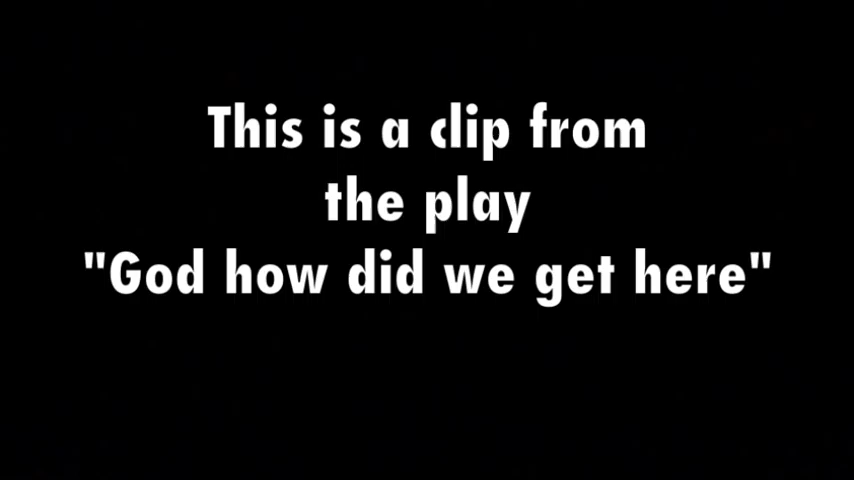 This is a clip from
the play
"God how did we get here"